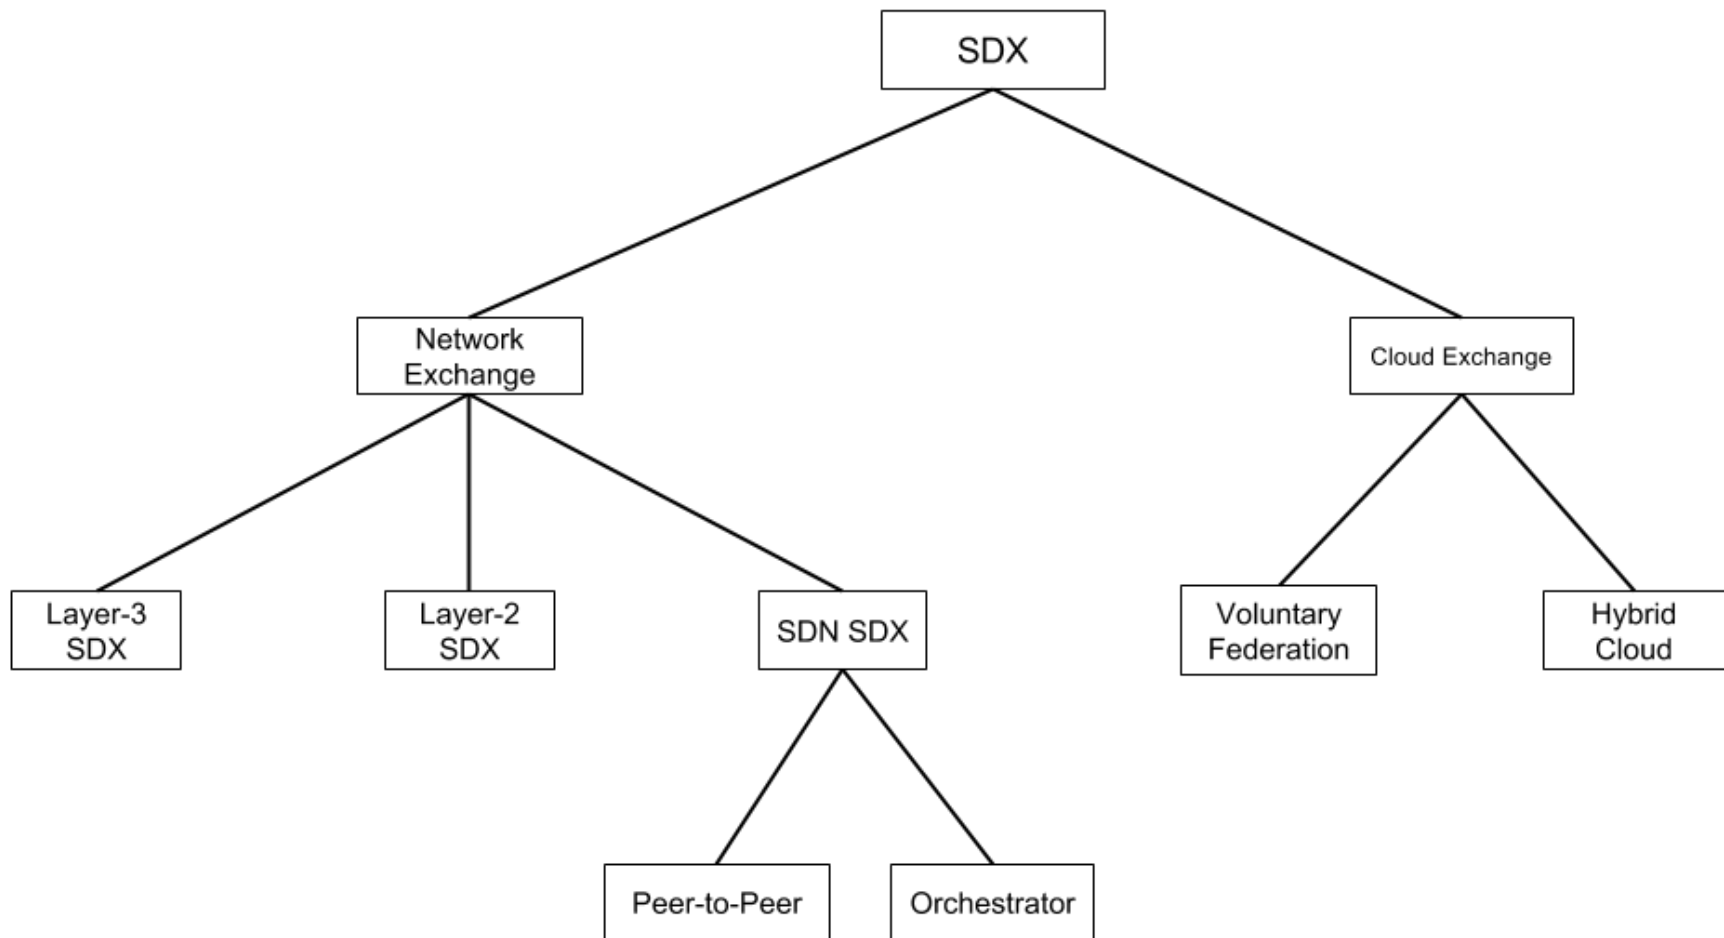 SDX
Network
Exchange
Cloud Exchange
Layer-3
SDX
Layer-2
SDX
SDN SDX
Voluntary
Federation
Hybrid
Cloud
Peer-to-Peer
Orchestrator